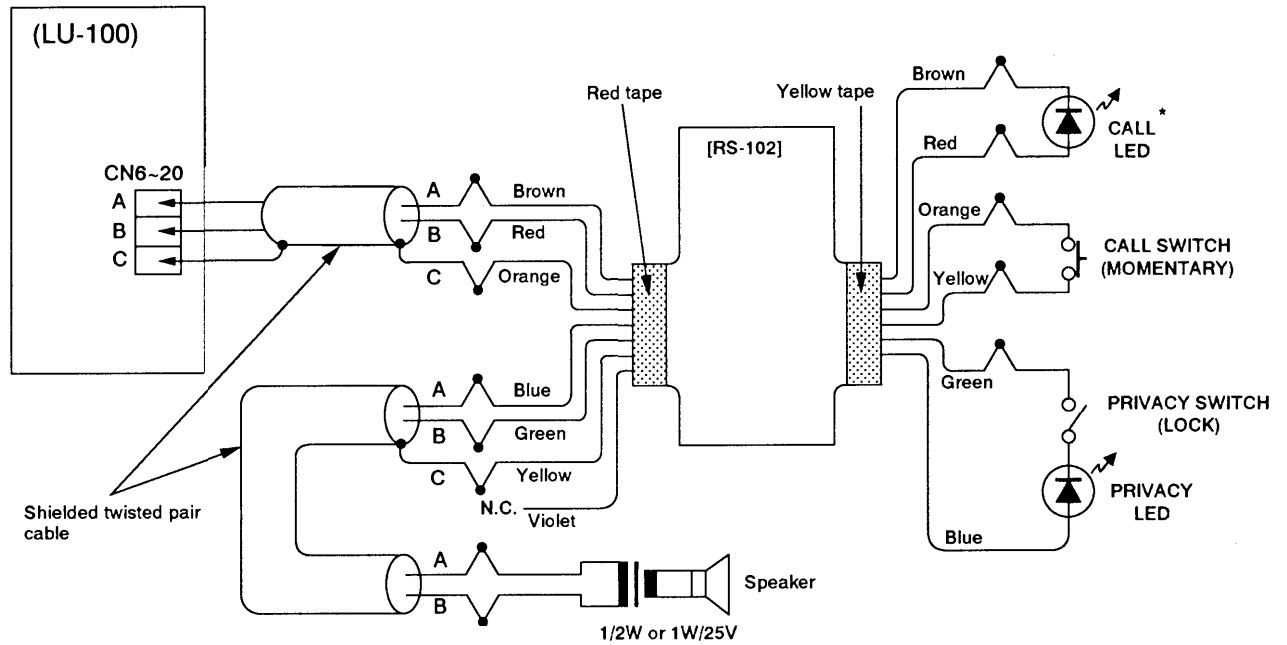 (LU-100)
CN6~20
A
B
C
A
Brown
B
Red
C
Orange
Red tape
[RS-102]
Yellow tape
Brown
Red
CALL *
LED
Orange
Yellow
CALL SWITCH
(MOMENTARY)
Green
PRIVACY SWITCH
(LOCK)
PRIVACY
LED
Blue
A
Blue
B
Green
C
Yellow
N.C.
Violet
Shielded twisted pair
cable
A
B
Speaker
1/2W or 1W/25V